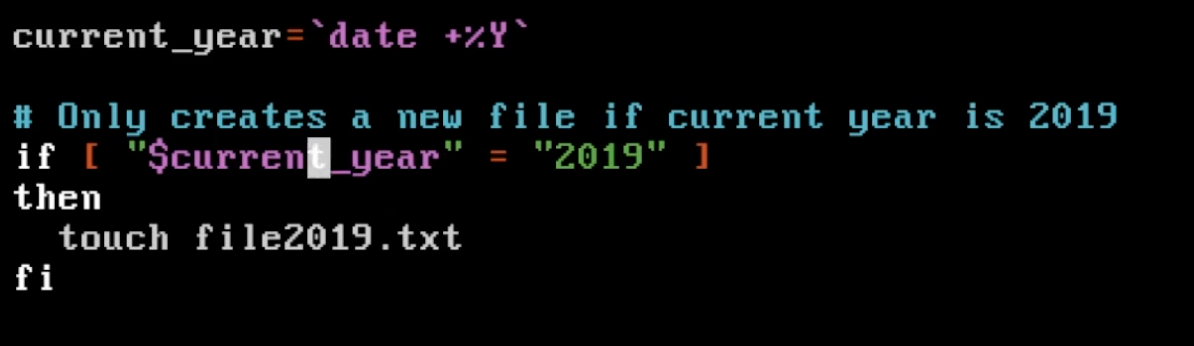 current_year=`date +%Y`
# Only creates a new file if current year is 2019
if [ "$current_year" = "2019" ]
then
  touch file2019.txt
fi